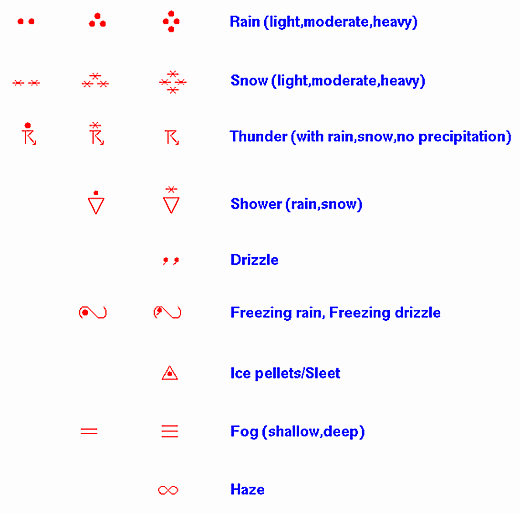 Rain (light,moderate,heavy)
Snow (light,moderate,heavy)
Thunder (with rain,snow,no precipitation)
Shower (rain,snow)
Drizzle
Freezing rain, Freezing drizzle
Ice pellets/Sleet
Fog (shallow,deep)
Haze